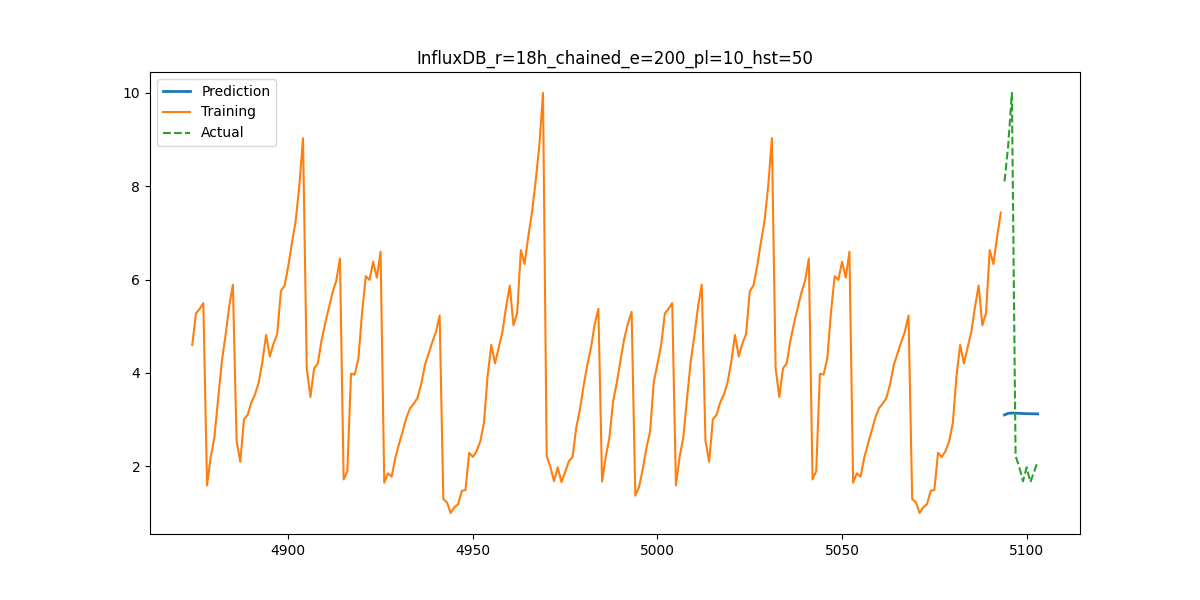 InfluxDB_r=18h_chained_e=200_pl=10_hst=50
Prediction
Training
Actual
10
8
6
4
2
4900
4950
5000
5050
5100